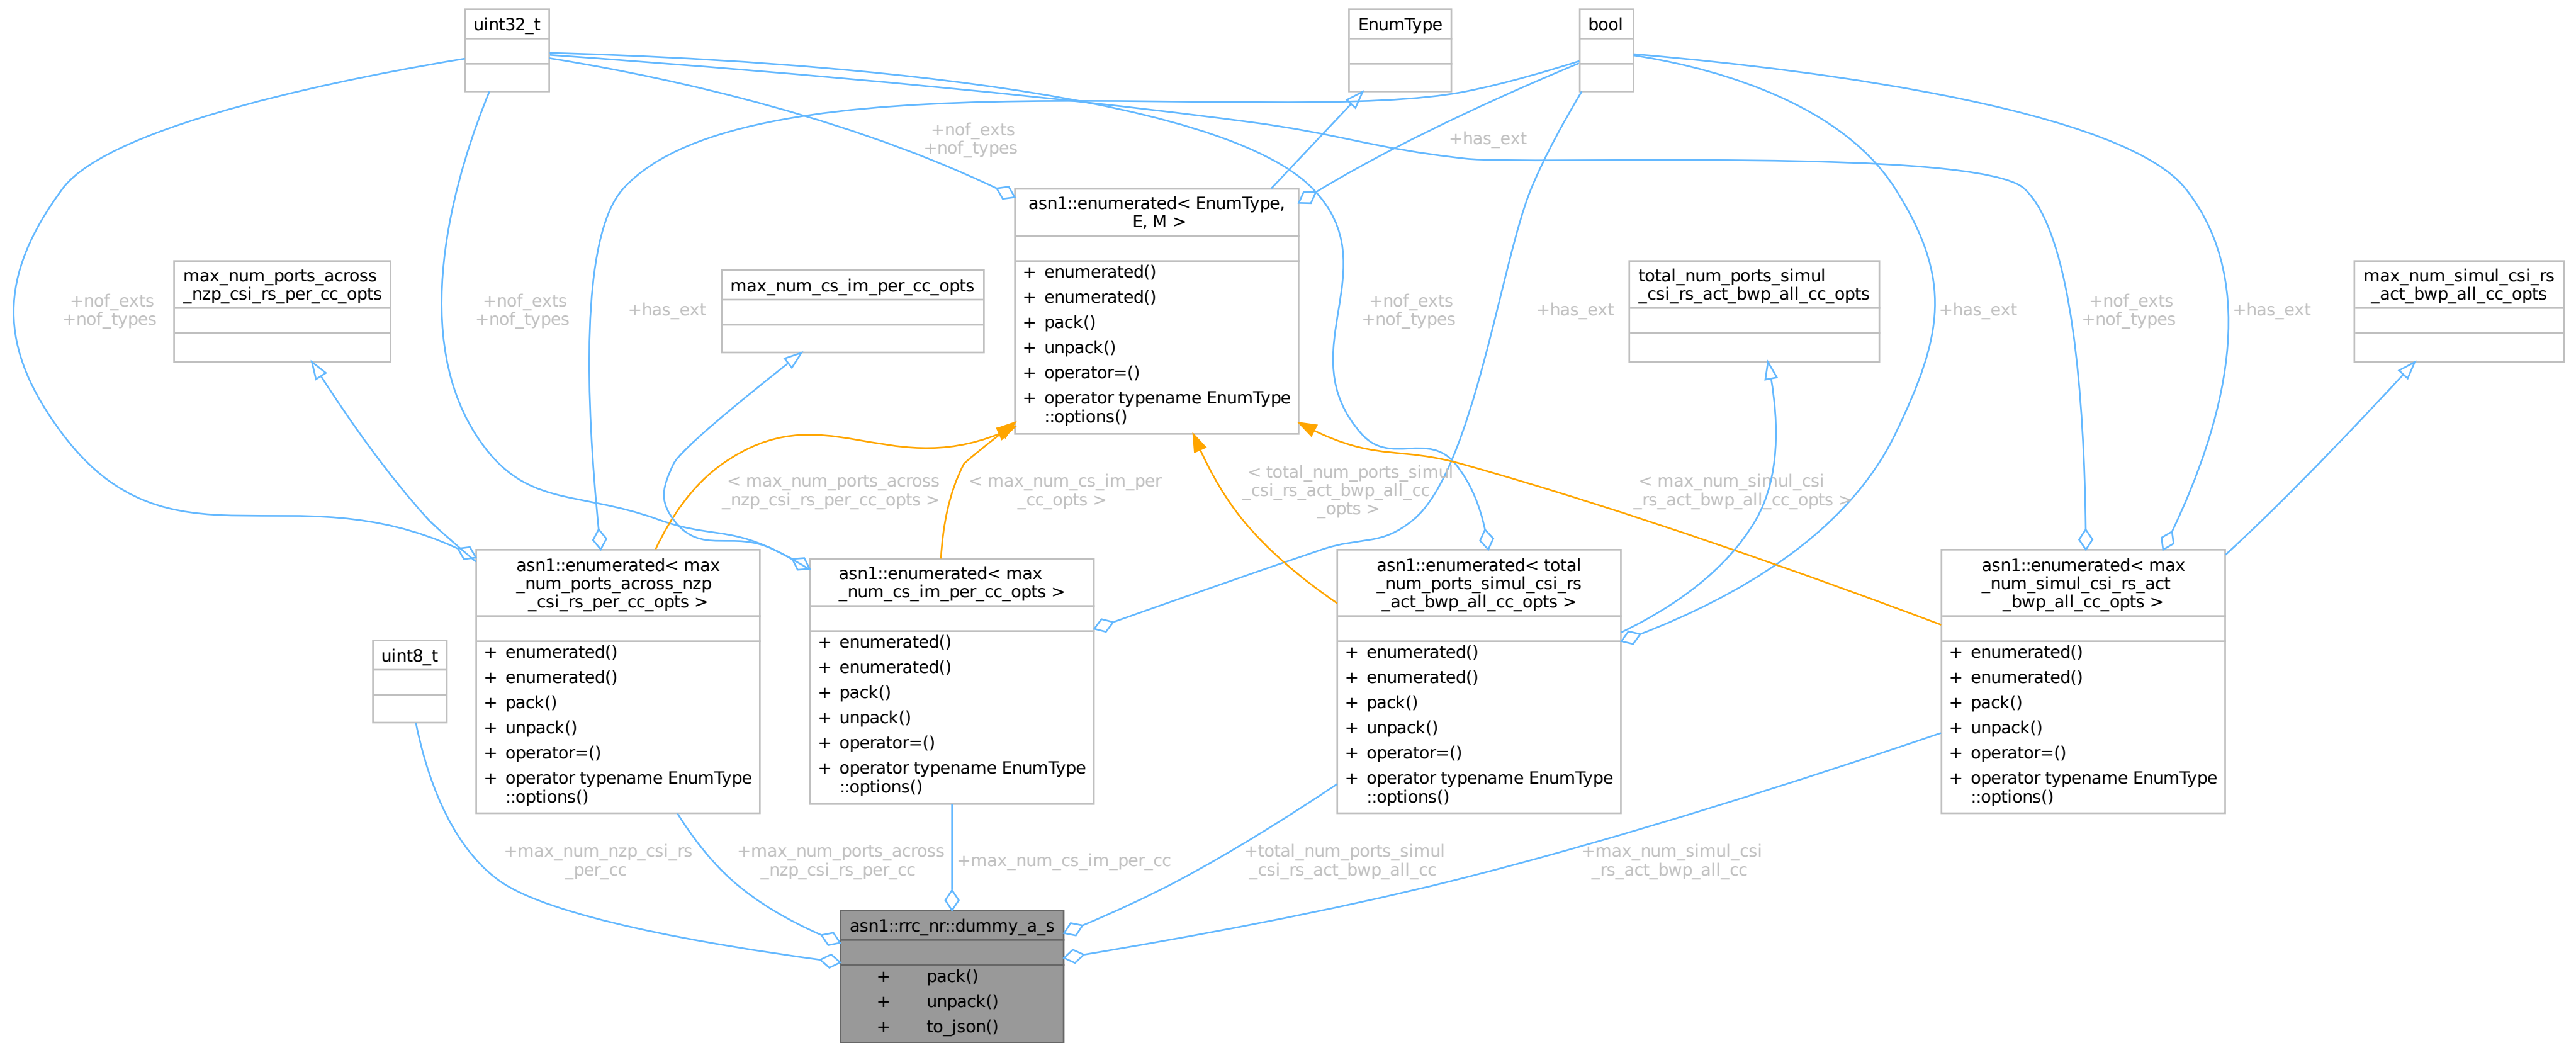 uint32_t
EnumType
bool
+nof_exts
+nof_types
+has_ext
asn1::enumerated< EnumType,
E, M >
+ enumerated()
+ enumerated()
+ pack()
+ unpack()
+ operator=()
+ operator typename EnumType
::options()
+nof_exts
+nof_types
max_num_ports_across
_nzp_csi_rs_per_cc_opts
+nof_exts
+nof_types
+has_ext
max_num_cs_im_per_cc_opts
+nof_exts
+nof_types
+has_ext
total_num_ports_simul
_csi_rs_act_bwp_all_cc_opts
+has_ext
+nof_exts
+nof_types
+has_ext
max_num_simul_csi_rs
_act_bwp_all_cc_opts
< max_num_ports_across
_nzp_csi_rs_per_cc_opts >
< max_num_cs_im_per
_cc_opts >
< total_num_ports_simul
_csi_rs_act_bwp_all_cc
_opts >
< max_num_simul_csi
_rs_act_bwp_all_cc_opts >
uint8_t
asn1::enumerated< max
_num_ports_across_nzp
_csi_rs_per_cc_opts >
+ enumerated()
+ enumerated()
+ pack()
+ unpack()
+ operator=()
+ operator typename EnumType
::options()
asn1::enumerated< max
_num_cs_im_per_cc_opts >
+ enumerated()
+ enumerated()
+ pack()
+ unpack()
+ operator=()
+ operator typename EnumType
::options()
asn1::enumerated< total
_num_ports_simul_csi_rs
_act_bwp_all_cc_opts >
+ enumerated()
+ enumerated()
+ pack()
+ unpack()
+ operator=()
+ operator typename EnumType
::options()
asn1::enumerated< max
_num_simul_csi_rs_act
_bwp_all_cc_opts >
+ enumerated()
+ enumerated()
+ pack()
+ unpack()
+ operator=()
+ operator typename EnumType
::options()
+max_num_nzp_csi_rs
_per_cc
+max_num_ports_across
_nzp_csi_rs_per_cc
+max_num_cs_im_per_cc
+total_num_ports_simul
_csi_rs_act_bwp_all_cc
+max_num_simul_csi
_rs_act_bwp_all_cc
asn1::rrc_nr::dummy_a_s
+ pack()
+ unpack()
+ to_json()